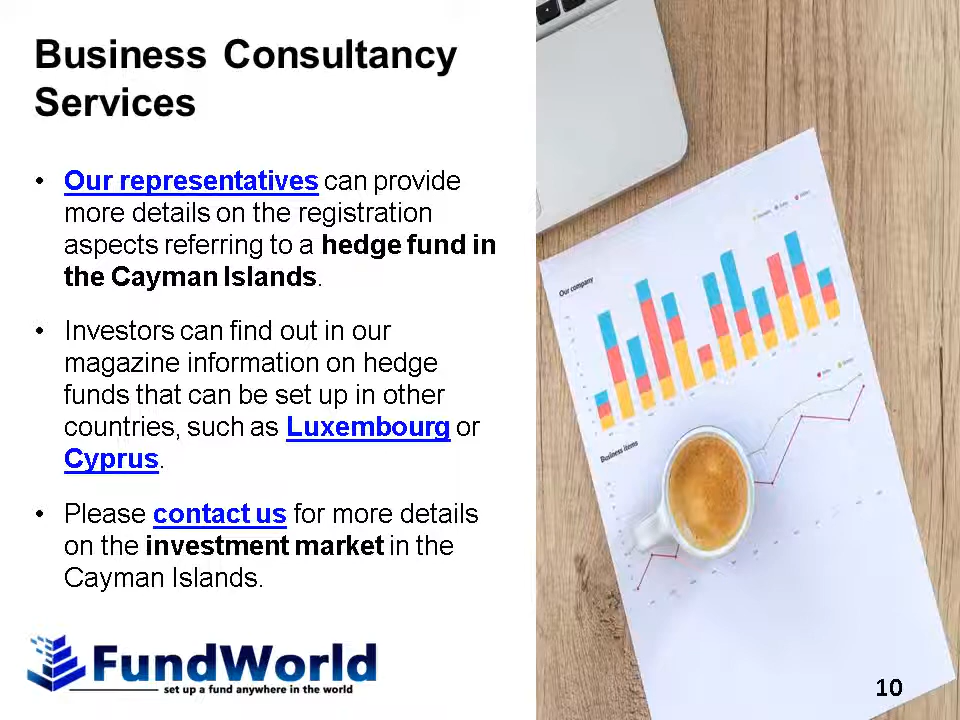 Business Consultancy
Services
• Our representatives can provide
more details on the registration
aspects referring to a hedge fund in
the Cayman Islands.
• Investors can find out in our
magazine information on hedge
funds that can be set up in other
countries, such as Luxembourg or
Cyprus.
• Please contact us for more details
on the investment market in the
Cayman Islands.
FundWorld
set up a fund anywhere in the world
Our company
Business items
10